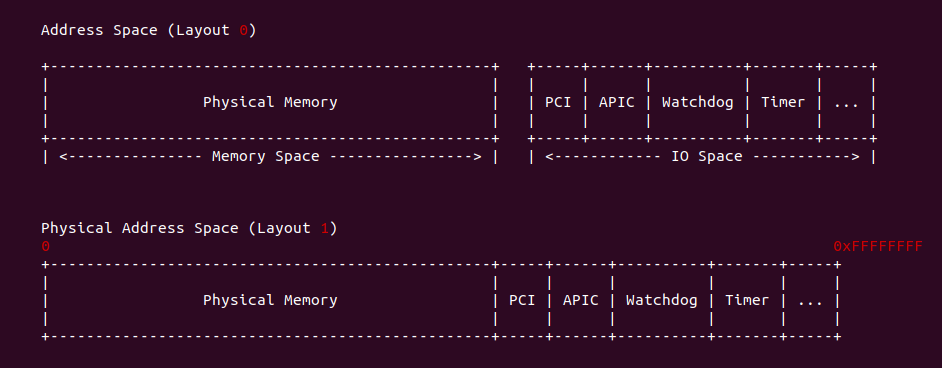 Address Space (Layout 0)
+-------------------------------------------------+   +-----+------+----------+-------+-----+
|                                                 |   |     |      |          |       |     |
|                 Physical Memory                 |   | PCI | APIC | Watchdog | Timer | ... |
|                                                 |   |     |      |          |       |     |
+-------------------------------------------------+   +-----+------+----------+-------+-----+
| <--------------- Memory Space ----------------> |   | <------------ IO Space -----------> |
Physical Address Space (Layout 1)
0                                                                                       0xFFFFFFFF
+-------------------------------------------------+-----+------+----------+-------+-----+
|                                                 |     |      |          |       |     |
|                 Physical Memory                 | PCI | APIC | Watchdog | Timer | ... |
|                                                 |     |      |          |       |     |
+-------------------------------------------------+-----+------+----------+-------+-----+